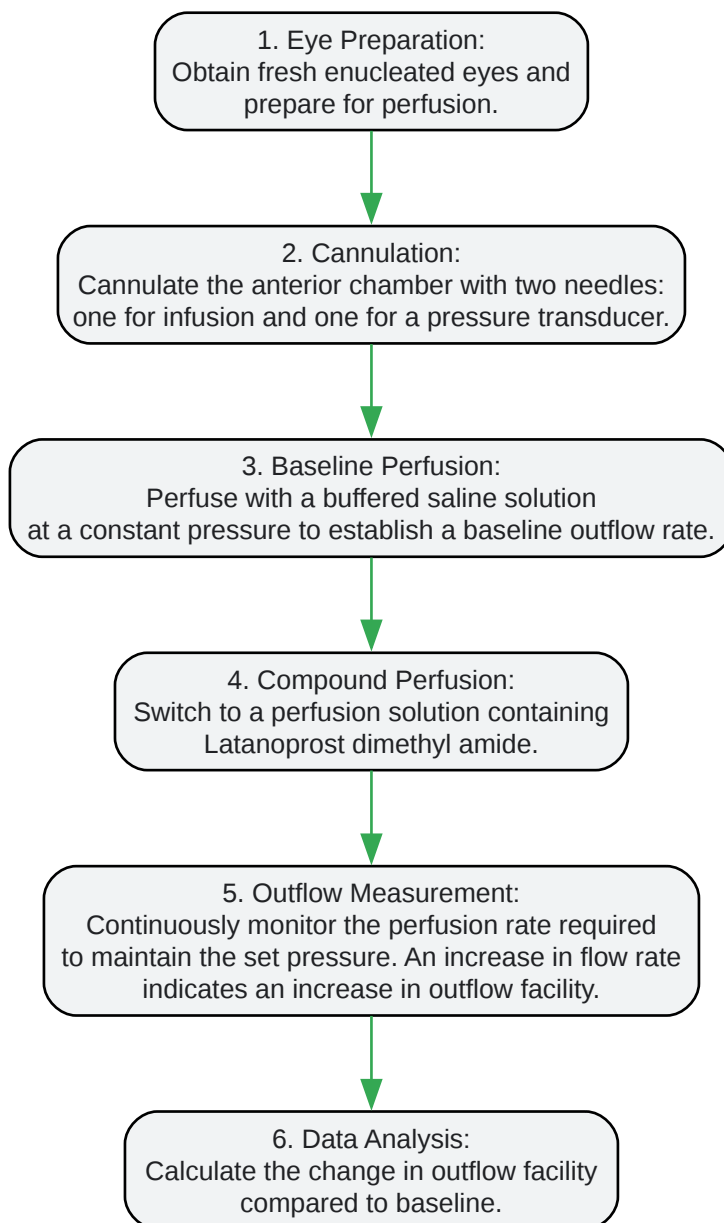 1. Eye Preparation:
Obtain fresh enucleated eyes and
prepare for perfusion.
2. Cannulation:
Cannulate the anterior chamber with two needles:
one for infusion and one for a pressure transducer.
3. Baseline Perfusion:
Perfuse with a buffered saline solution
at a constant pressure to establish a baseline outflow rate.
4. Compound Perfusion:
Switch to a perfusion solution containing
Latanoprost dimethyl amide.
5. Outflow Measurement:
Continuously monitor the perfusion rate required
to maintain the set pressure. An increase in flow rate
indicates an increase in outflow facility.
6. Data Analysis:
Calculate the change in outflow facility
compared to baseline.